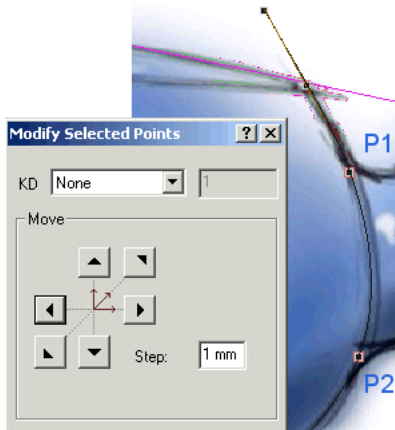 P1
Modify Selected Points ? ×
KD None 1
Move
Step: 1 mm
P2